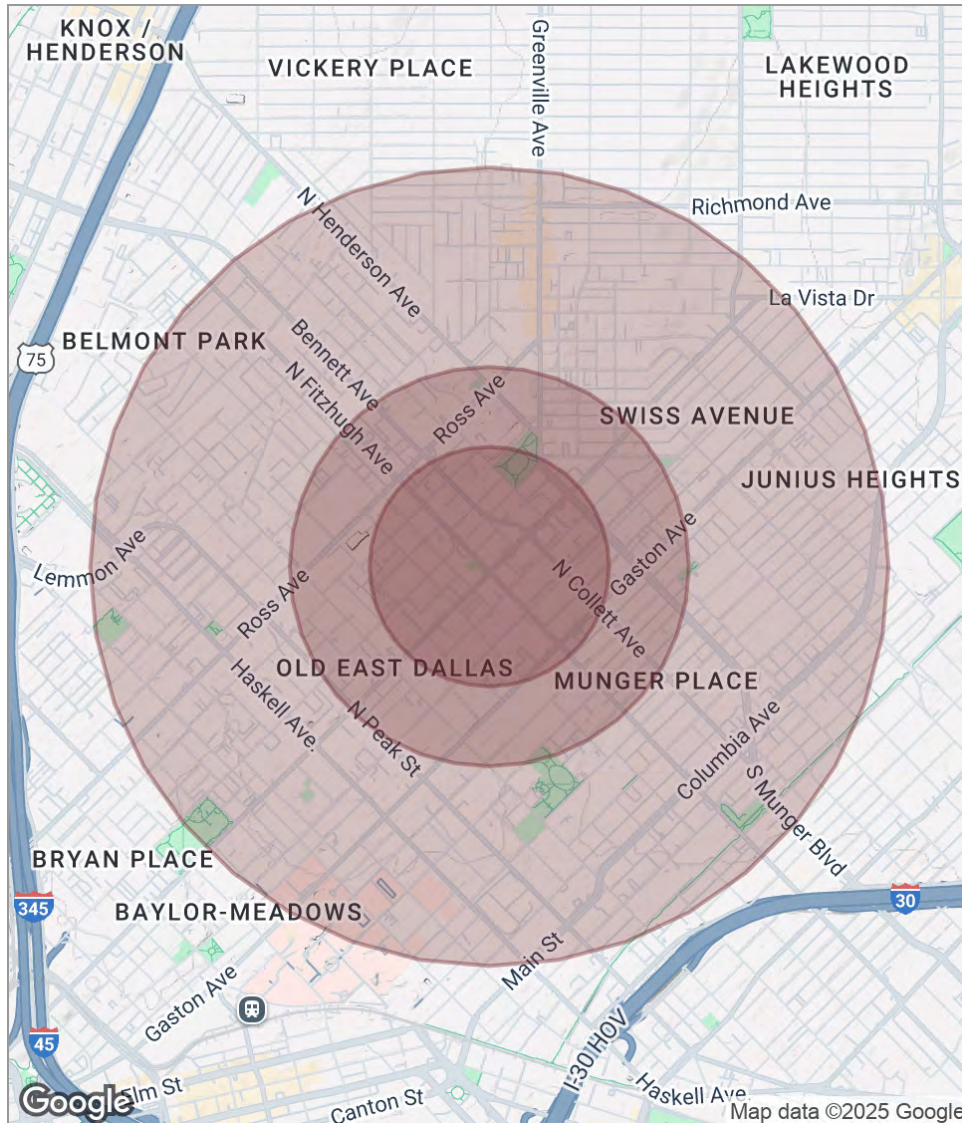 KNOX /
HENDERSON
VICKERY PLACE
Greenville Ave
LAKEWOOD
HEIGHTS
N Henderson Ave
Richmond Ave
La Vista Dr
BELMONT PARK
75
Bennett Ave
N Fitzhugh Ave
Ross Ave
SWISS AVENUE
JUNIUS HEIGHTS
Lemmon Ave
Ross Ave
N Collett Ave
Gaston Ave
OLD EAST DALLAS
MUNGER PLACE
Haskell Ave.
N Peak St
Columbia Ave
S Munger Blvd
BRYAN PLACE
BAYLOR-MEADOWS
345
30
Main St
Gaston Ave
45
I-30 HOV
Elm St
Canton St
Haskell Ave.
Google
Map data ©2025 Google